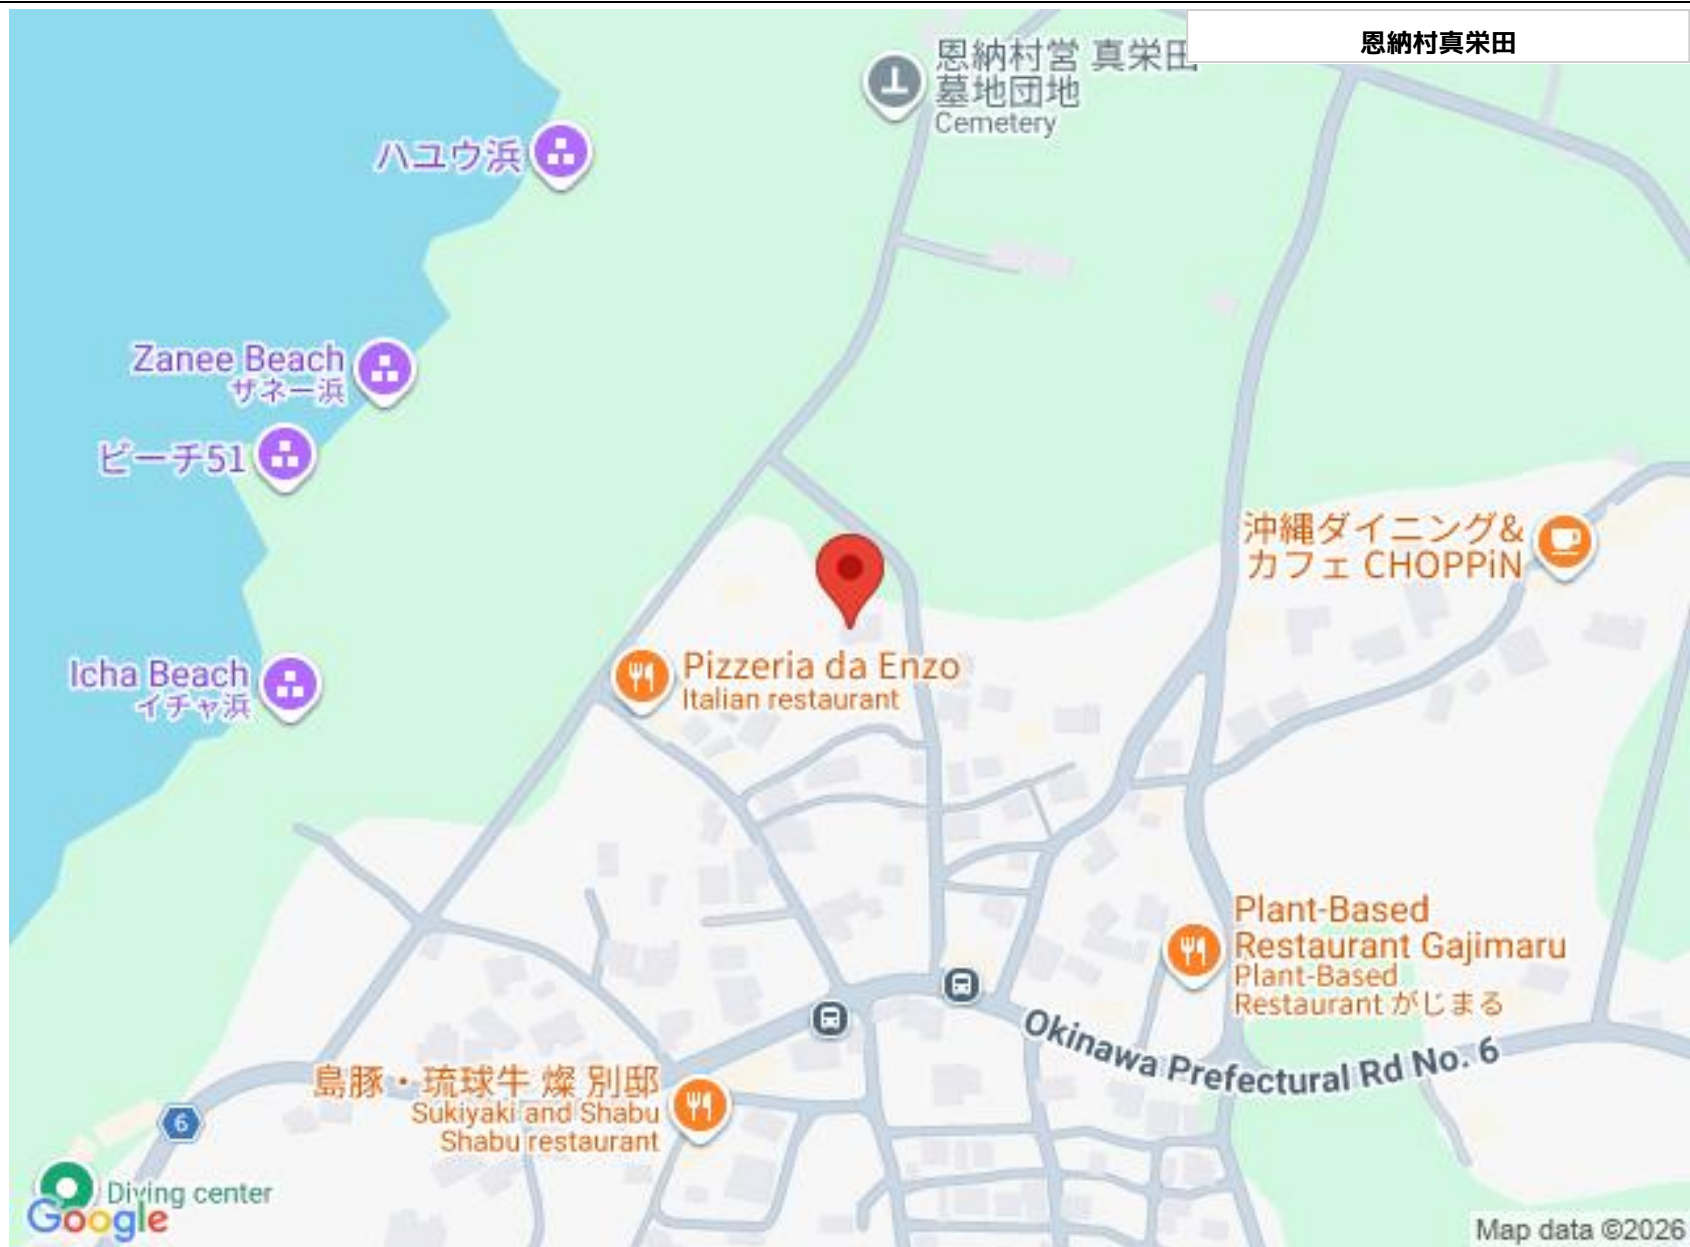 恩納村真栄田
恩納村営 真栄田
墓地団地
Cemetery
ハユウ浜
Zanee Beach
ザネー浜
ビーチ51
沖縄ダイニング&
カフェ CHOPPiN
Pizzeria da Enzo
Italian restaurant
Icha Beach
イチャ浜
Plant-Based
Restaurant Gajimaru
Plant-Based
Restaurant がじまる
Okinawa Prefectural Rd No. 6
島豚・琉球牛 燦 別邸
Sukiyaki and Shabu
Shabu restaurant
6
Diving center
Google
Map data ©2026